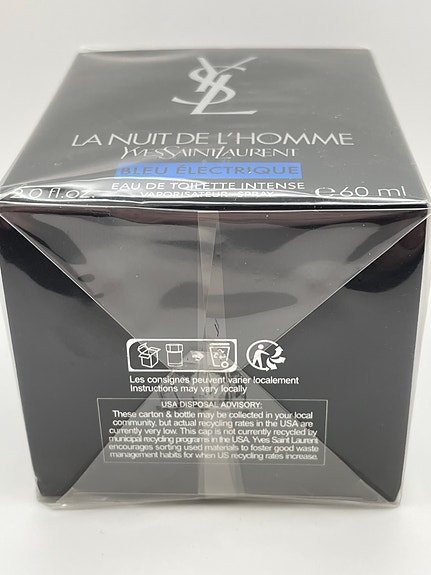 YSL
LA NUIT DE L'HOMME
YVESSAINTLAURENT
BLEU ÉLECTRIQUE
EAU DE TOILETTE INTENSE
2.0 fl.oz. VAPORISATEUR-SPRAY ℮60 ml
Les consignes peuvent varier localement
Instructions may vary locally
USA DISPOSAL ADVISORY:
These carton & bottle may be collected in your local
community, but actual recycling rates in the USA are
currently very low. This cap is not currently recycled by
municipal recycling programs in the USA. Yves Saint Laurent
encourages sorting used materials to foster good waste
management habits for when US recycling rates increase.